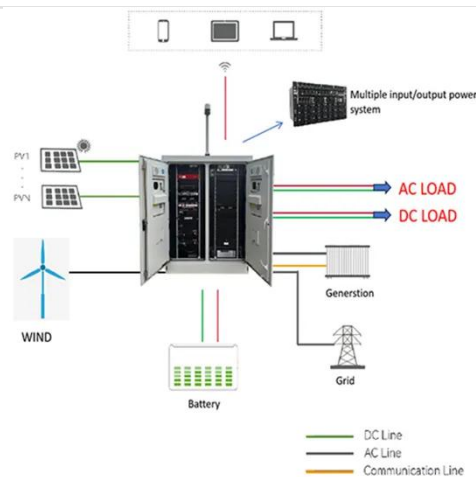 Multiple input/output power
system
PV1
PVN
AC LOAD
DC LOAD
WIND
Generstion
Grid
Battery
DC Line
AC Line
Communication Line